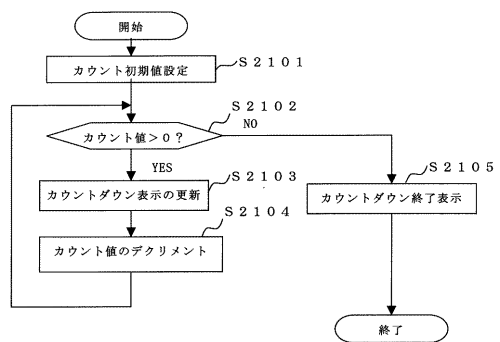 開始
カウント初期値設定
S2101
カウント値>0?
S2102
NO
YES
カウントダウン表示の更新
S2103
カウントダウン終了表示
S2105
カウント値のデクリメント
S2104
終了